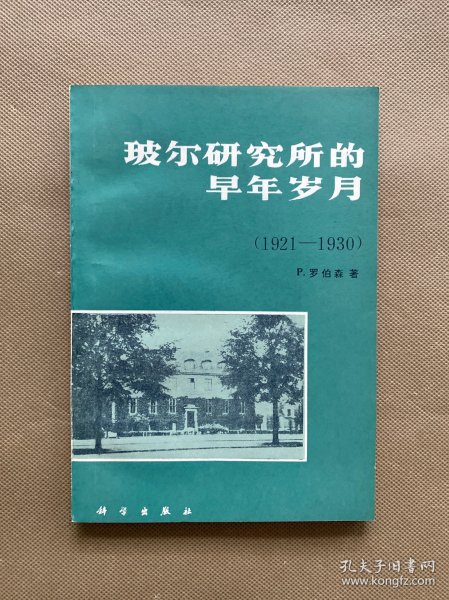 玻尔研究所的
早年岁月
(1921—1930)
P. 罗伯森 著
科学出版社
孔夫子旧书网
www.kongfz.com